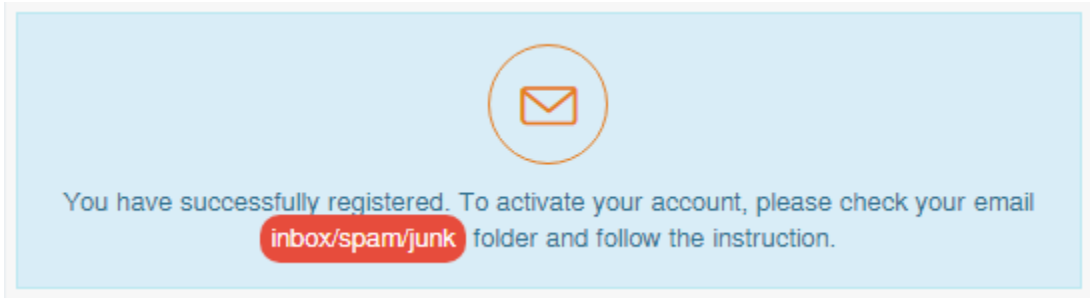 You have successfully registered. To activate your account, please check your email
inbox/spam/junk folder and follow the instruction.